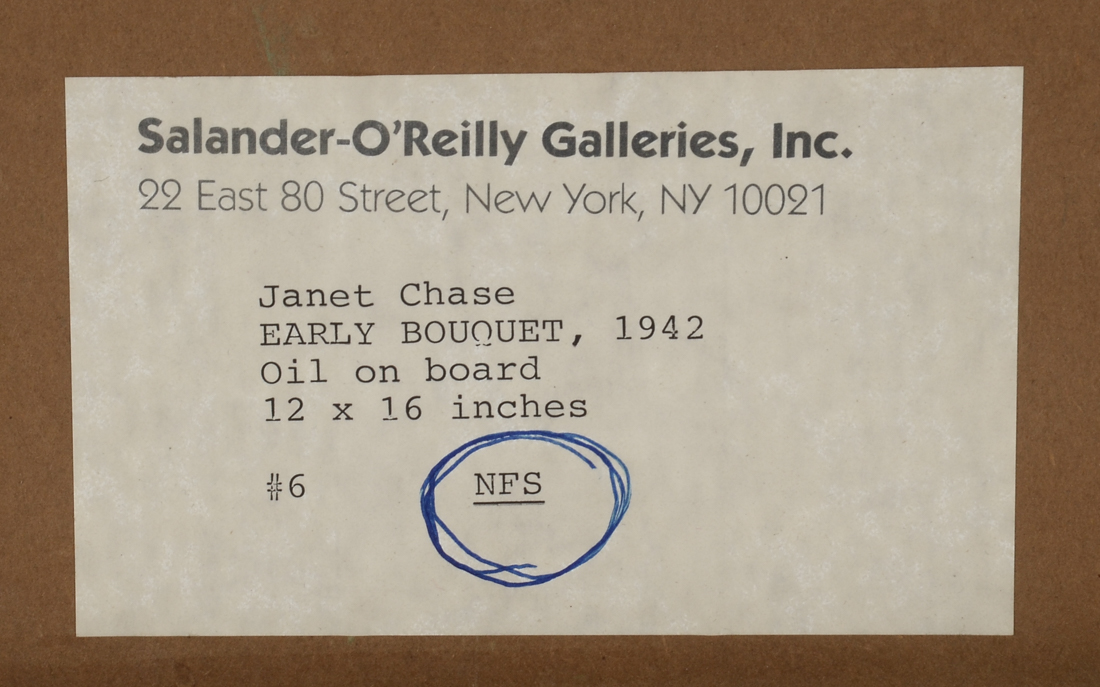 Salander-O'Reilly Galleries, Inc.
22 East 80 Street, New York, NY 10021
Janet Chase
EARLY BOUQUET, 1942
Oil on board
12 x 16 inches
#6 NFS